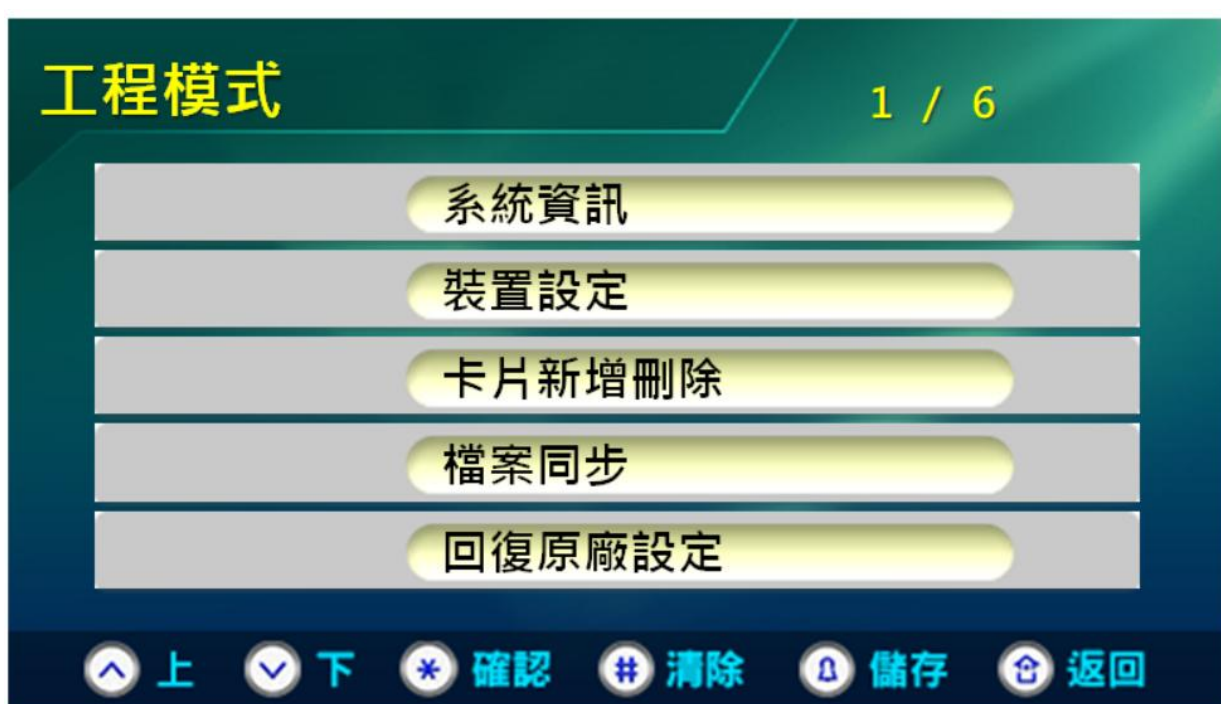 工程模式
1 / 6
系統資訊
裝置設定
卡片新增刪除
檔案同步
回復原廠設定
上 下 * 確認 # 清除 儲存 返回